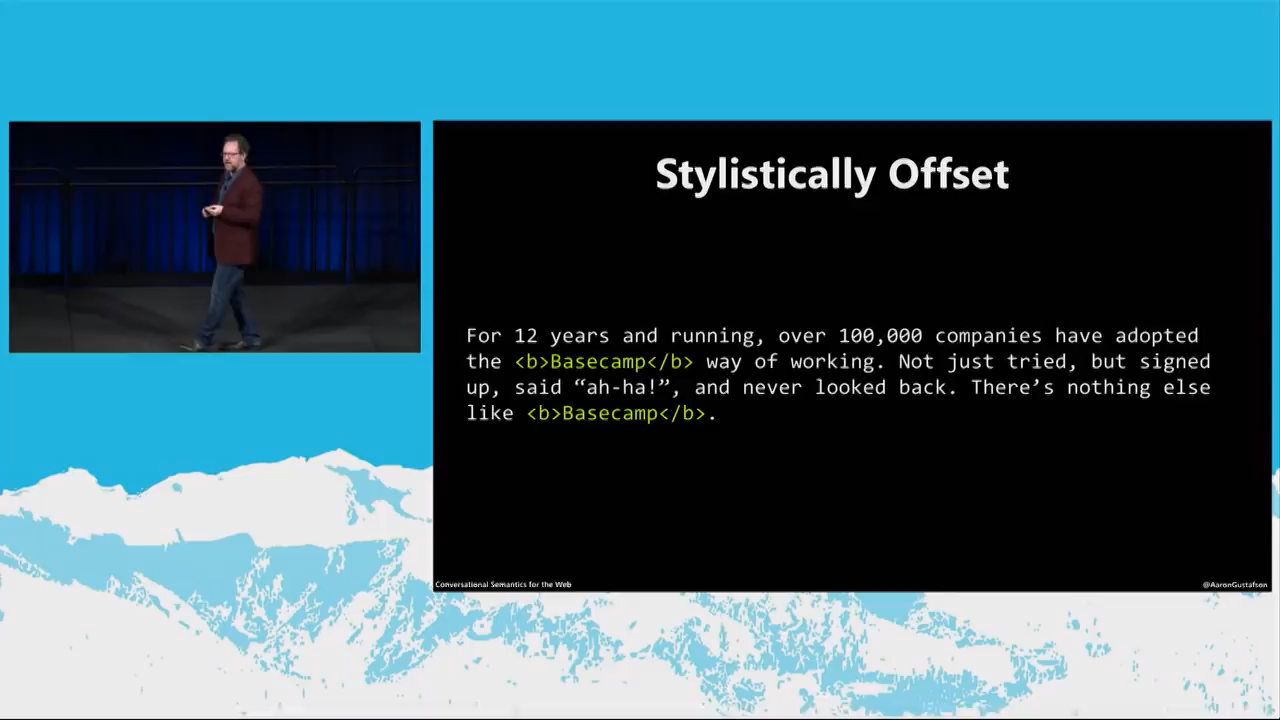 Stylistically Offset
For 12 years and running, over 100,000 companies have adopted
the <b>Basecamp</b> way of working. Not just tried, but signed
up, said “ah-ha!”, and never looked back. There’s nothing else
like <b>Basecamp</b>.
Conversational Semantics for the Web
@AaronGustafson